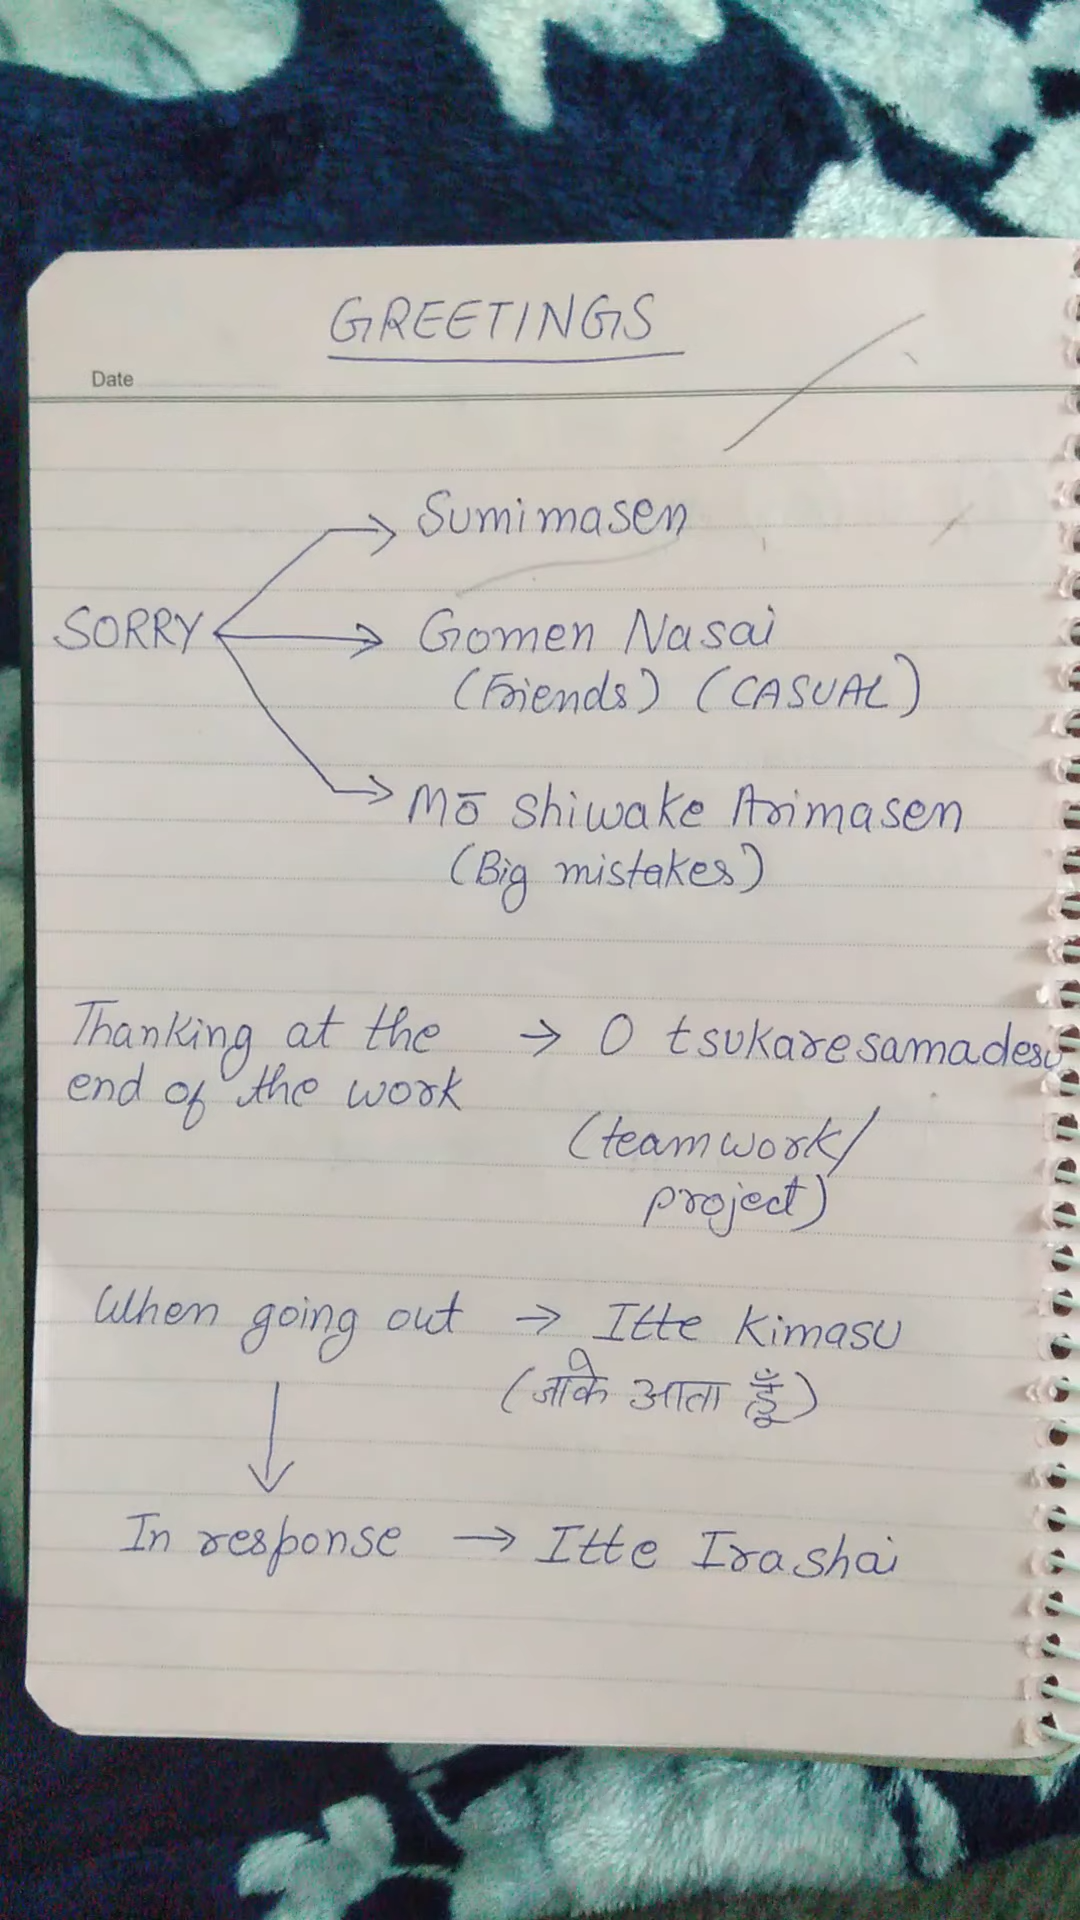 GREETINGS
Date
Sumimasen
SORRY
Gomen Nasai
(Friends) (CASUAL)
Mō shiwake Arimasen
(Big mistakes)
Thanking at the → O tsukaresamadesu
end of the work
(teamwork/
project)
When going out → Itte Kimasu
(जाके आता हूँ)
In response → Itte Irashai